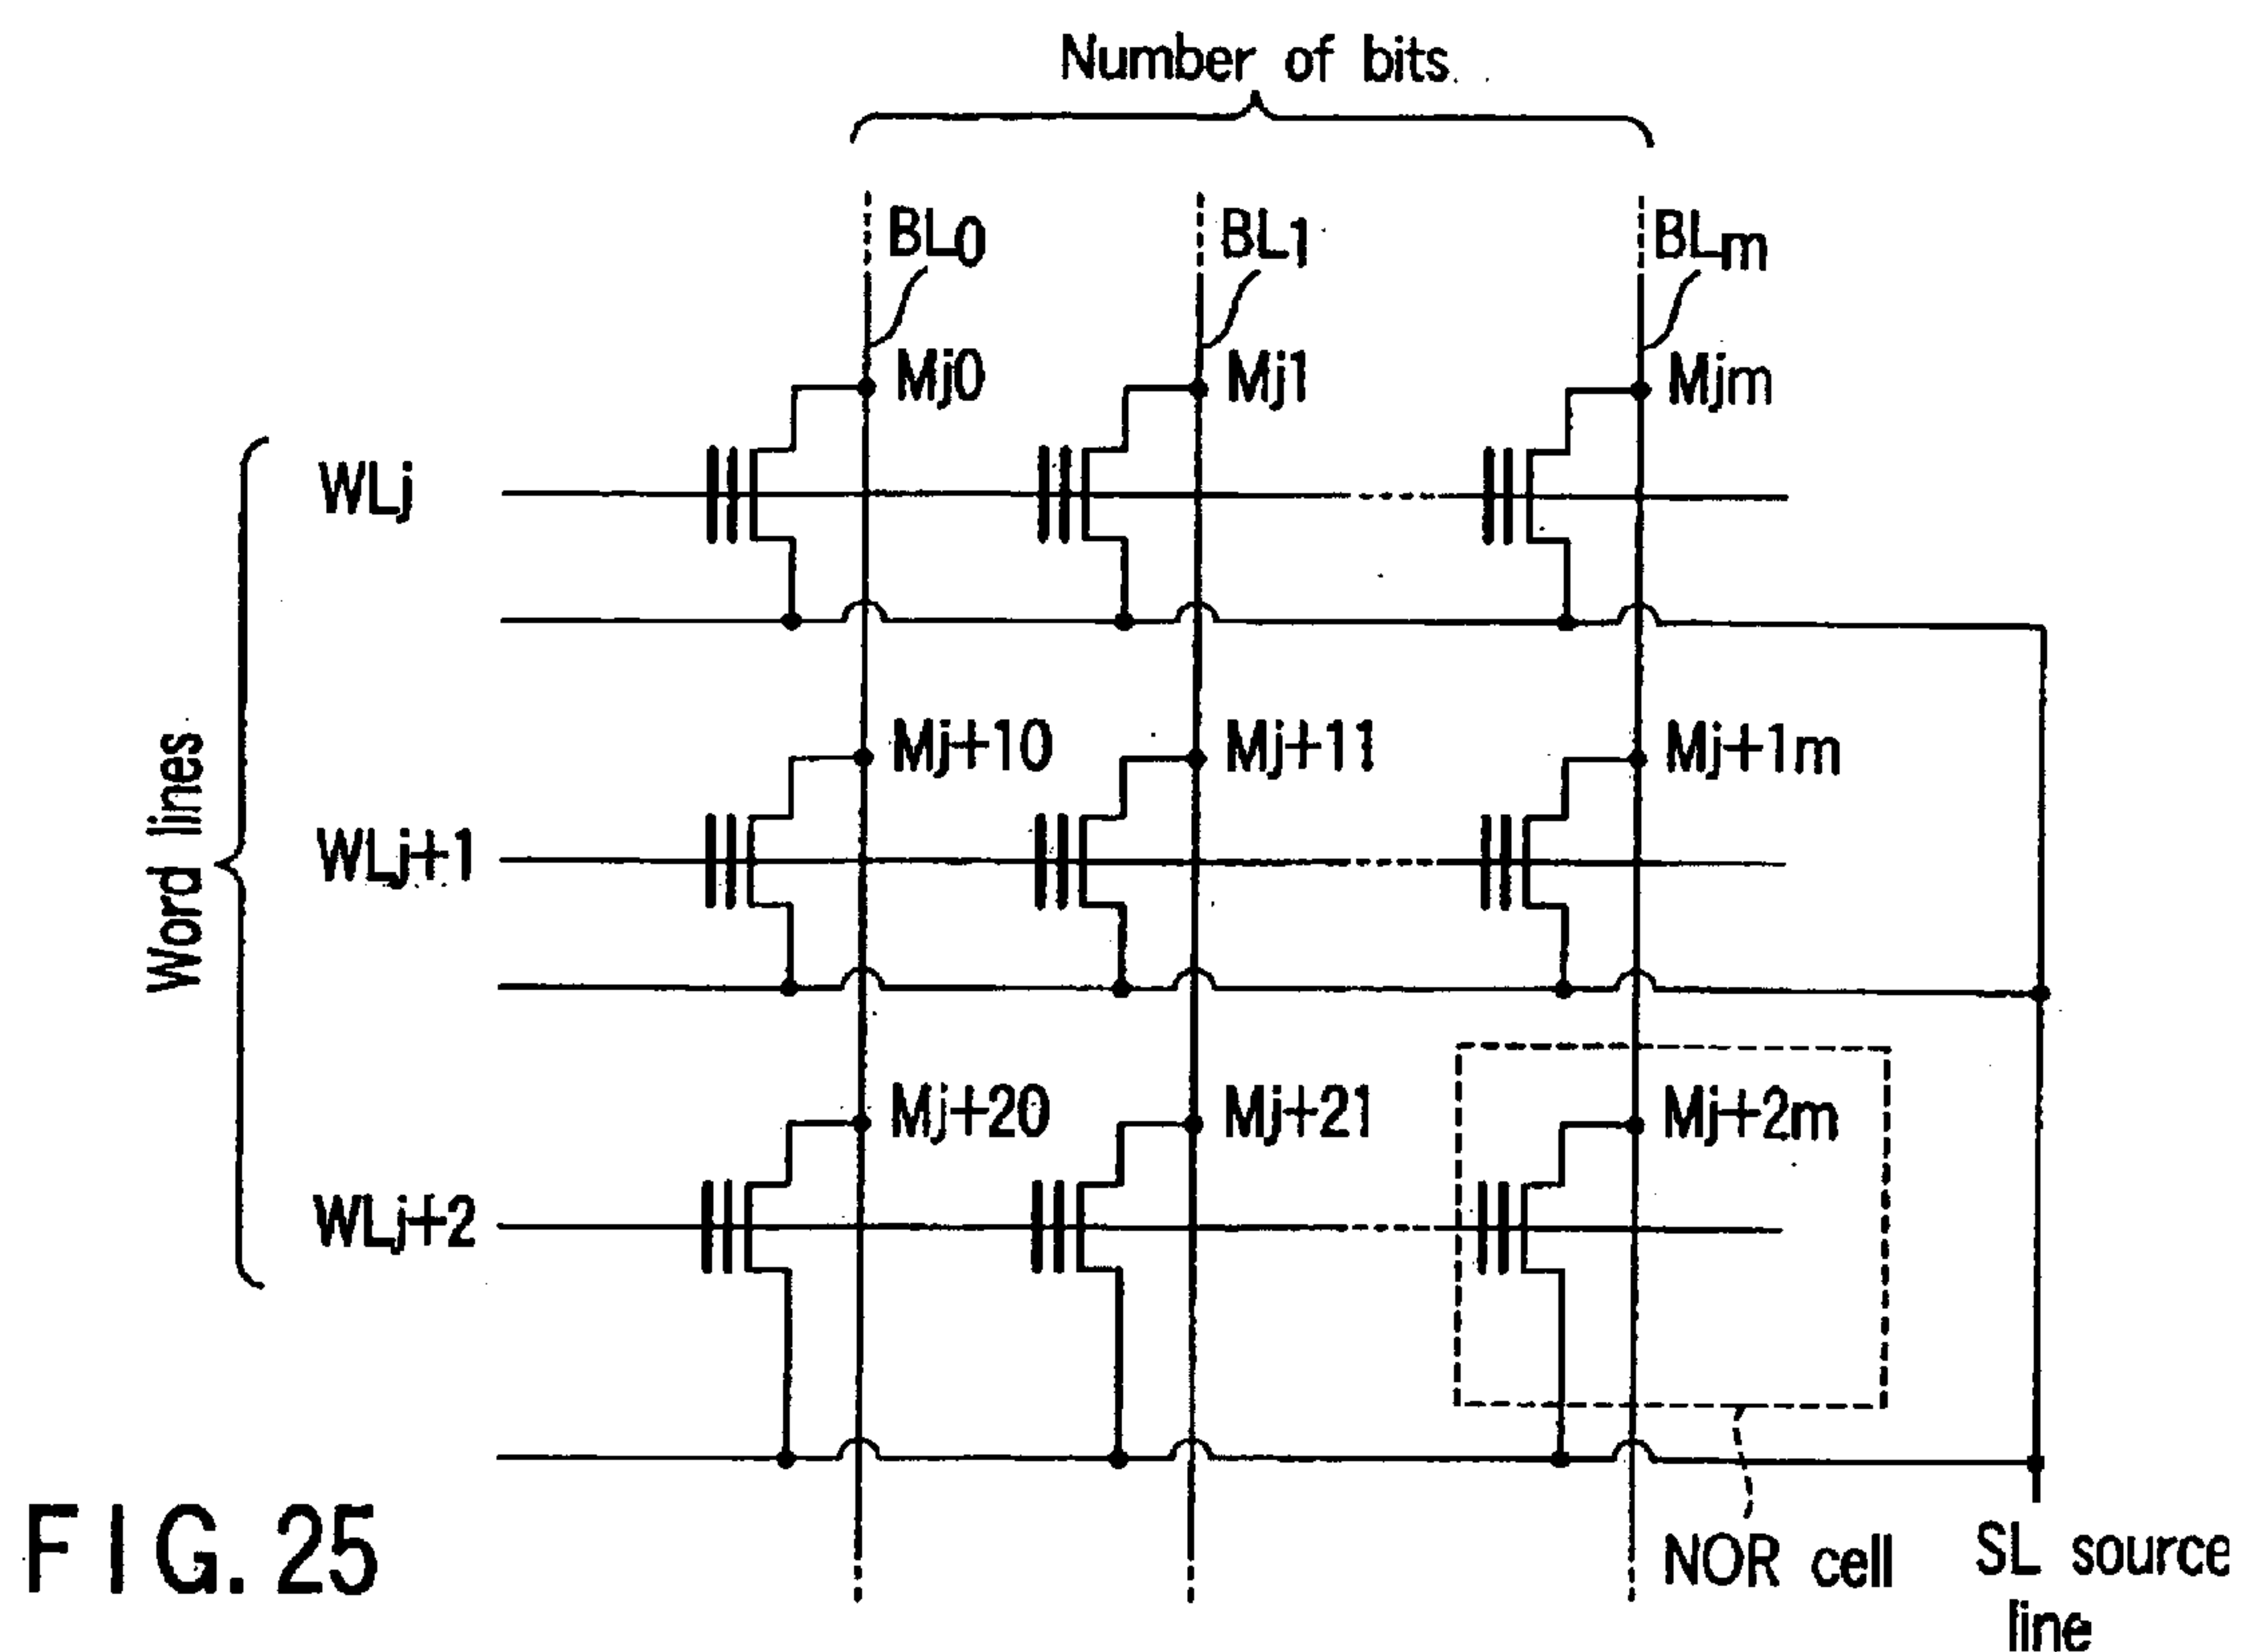 Number of bits
BL0
BL1
BLm
Mj0
Mj1
Mjm
WLj
Word lines
Mj+10
Mj+11
Mj+1m
WLj+1
Mj+20
Mj+21
Mj+2m
WLj+2
FIG. 25
NOR cell
SL source
line